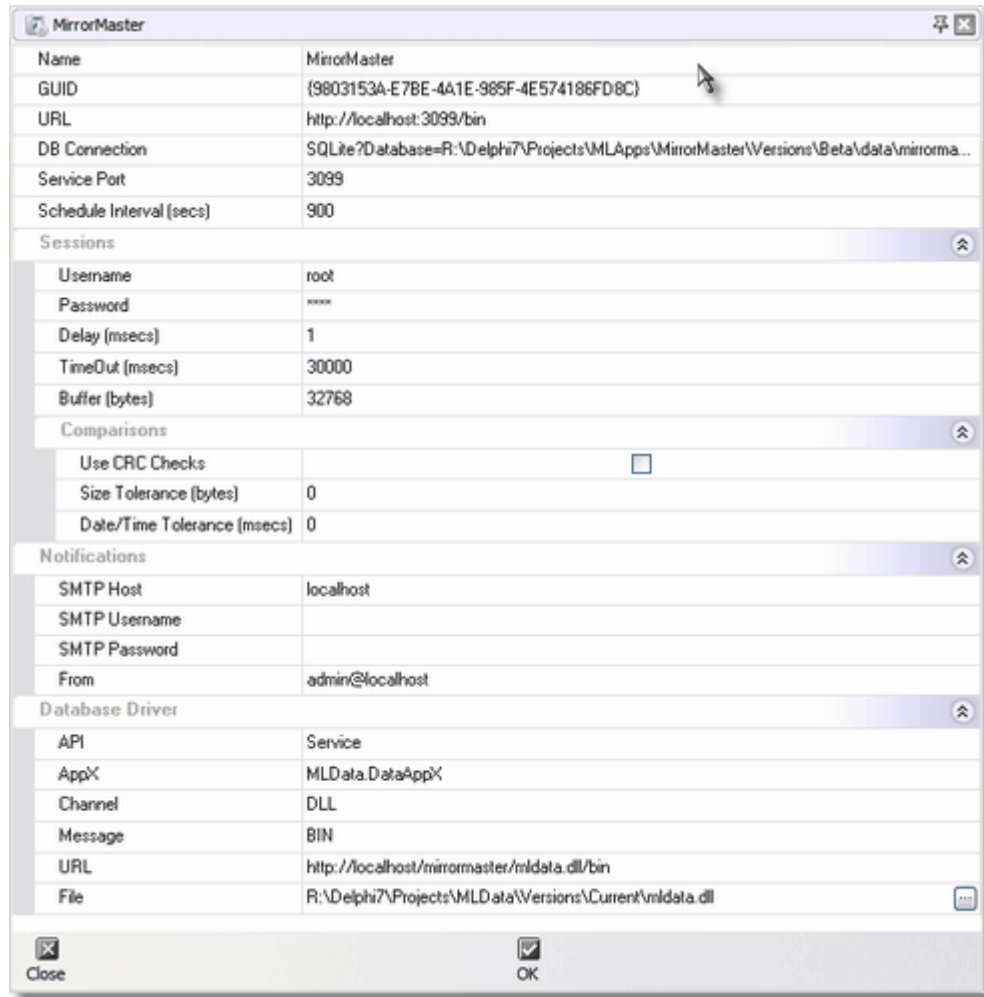 MirrorMaster
Name MirrorMaster
GUID {9803153A-E7BE-4A1E-985F-4E574186FD8C}
URL http://localhost:3099/bin
DB Connection SQLite?Database=R:\Delphi7\Projects\MLApps\MirrorMaster\Versions\Beta\data\mirrorma...
Service Port 3099
Schedule Interval (secs) 900
Sessions
Username root
Password ****
Delay (msecs) 1
TimeOut (msecs) 30000
Buffer (bytes) 32768
Comparisons
Use CRC Checks
Size Tolerance (bytes) 0
Date/Time Tolerance (msecs) 0
Notifications
SMTP Host localhost
SMTP Username
SMTP Password
From admin@localhost
Database Driver
API Service
AppX MLData.DataAppX
Channel DLL
Message BIN
URL http://localhost/mirrormaster/mldata.dll/bin
File R:\Delphi7\Projects\MLData\Versions\Current\mldata.dll ...
Close OK